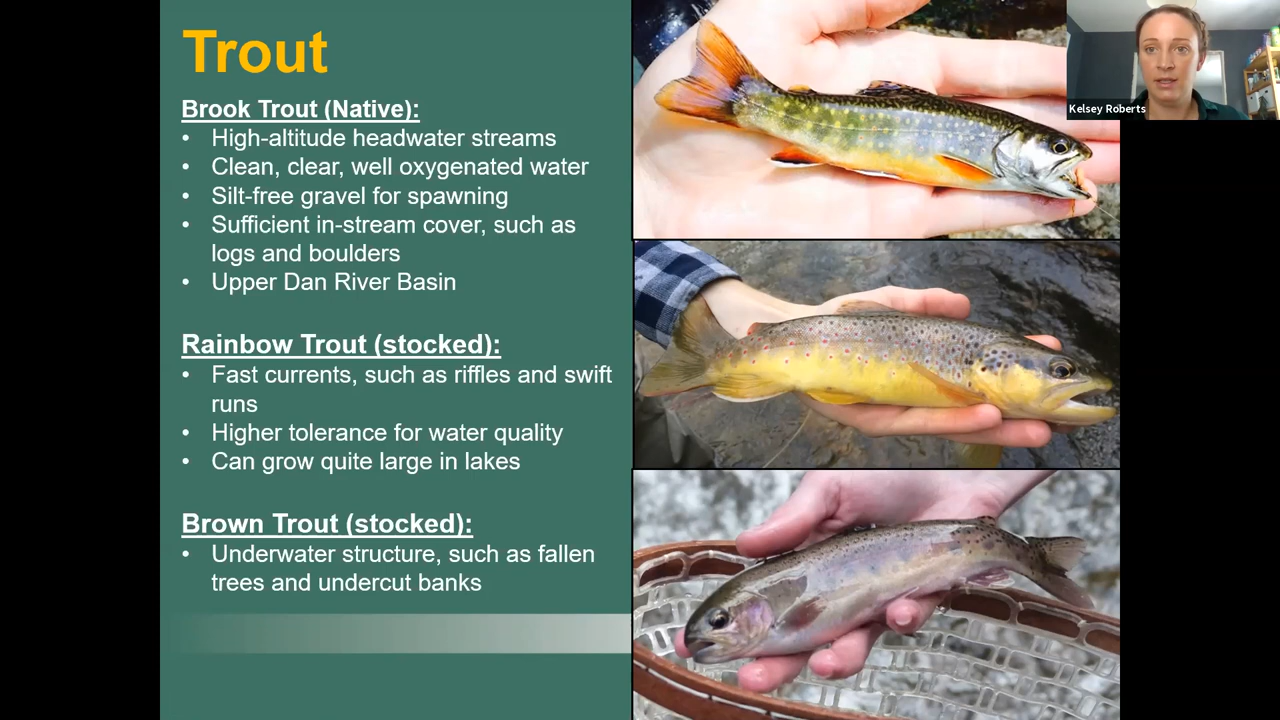 Trout
Brook Trout (Native):
• High-altitude headwater streams
• Clean, clear, well oxygenated water
• Silt-free gravel for spawning
• Sufficient in-stream cover, such as
logs and boulders
• Upper Dan River Basin
Rainbow Trout (stocked):
• Fast currents, such as riffles and swift
runs
• Higher tolerance for water quality
• Can grow quite large in lakes
Brown Trout (stocked):
• Underwater structure, such as fallen
trees and undercut banks
Kelsey Roberts